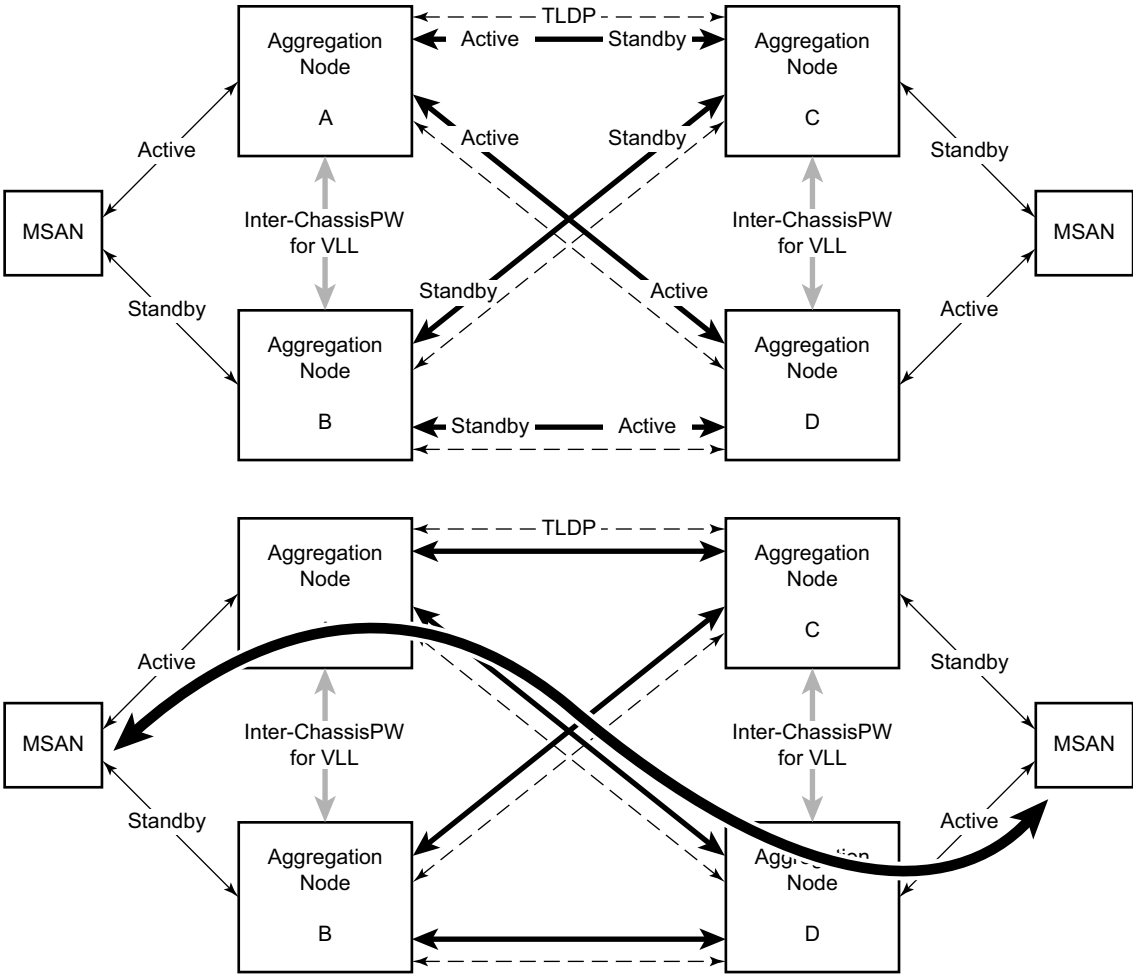 TLDP
Active
Standby
Aggregation
Node
A
Aggregation
Node
C
Active
Standby
Active
Standby
MSAN
Inter-ChassisPW
for VLL
Inter-ChassisPW
for VLL
MSAN
Standby
Standby
Active
Active
Aggregation
Node
B
Aggregation
Node
D
Standby
Active
TLDP
Aggregation
Node
Aggregation
Node
C
Active
Standby
MSAN
Inter-ChassisPW
for VLL
Inter-ChassisPW
for VLL
MSAN
Standby
Active
Aggregation
Node
B
Aggregation
Node
D